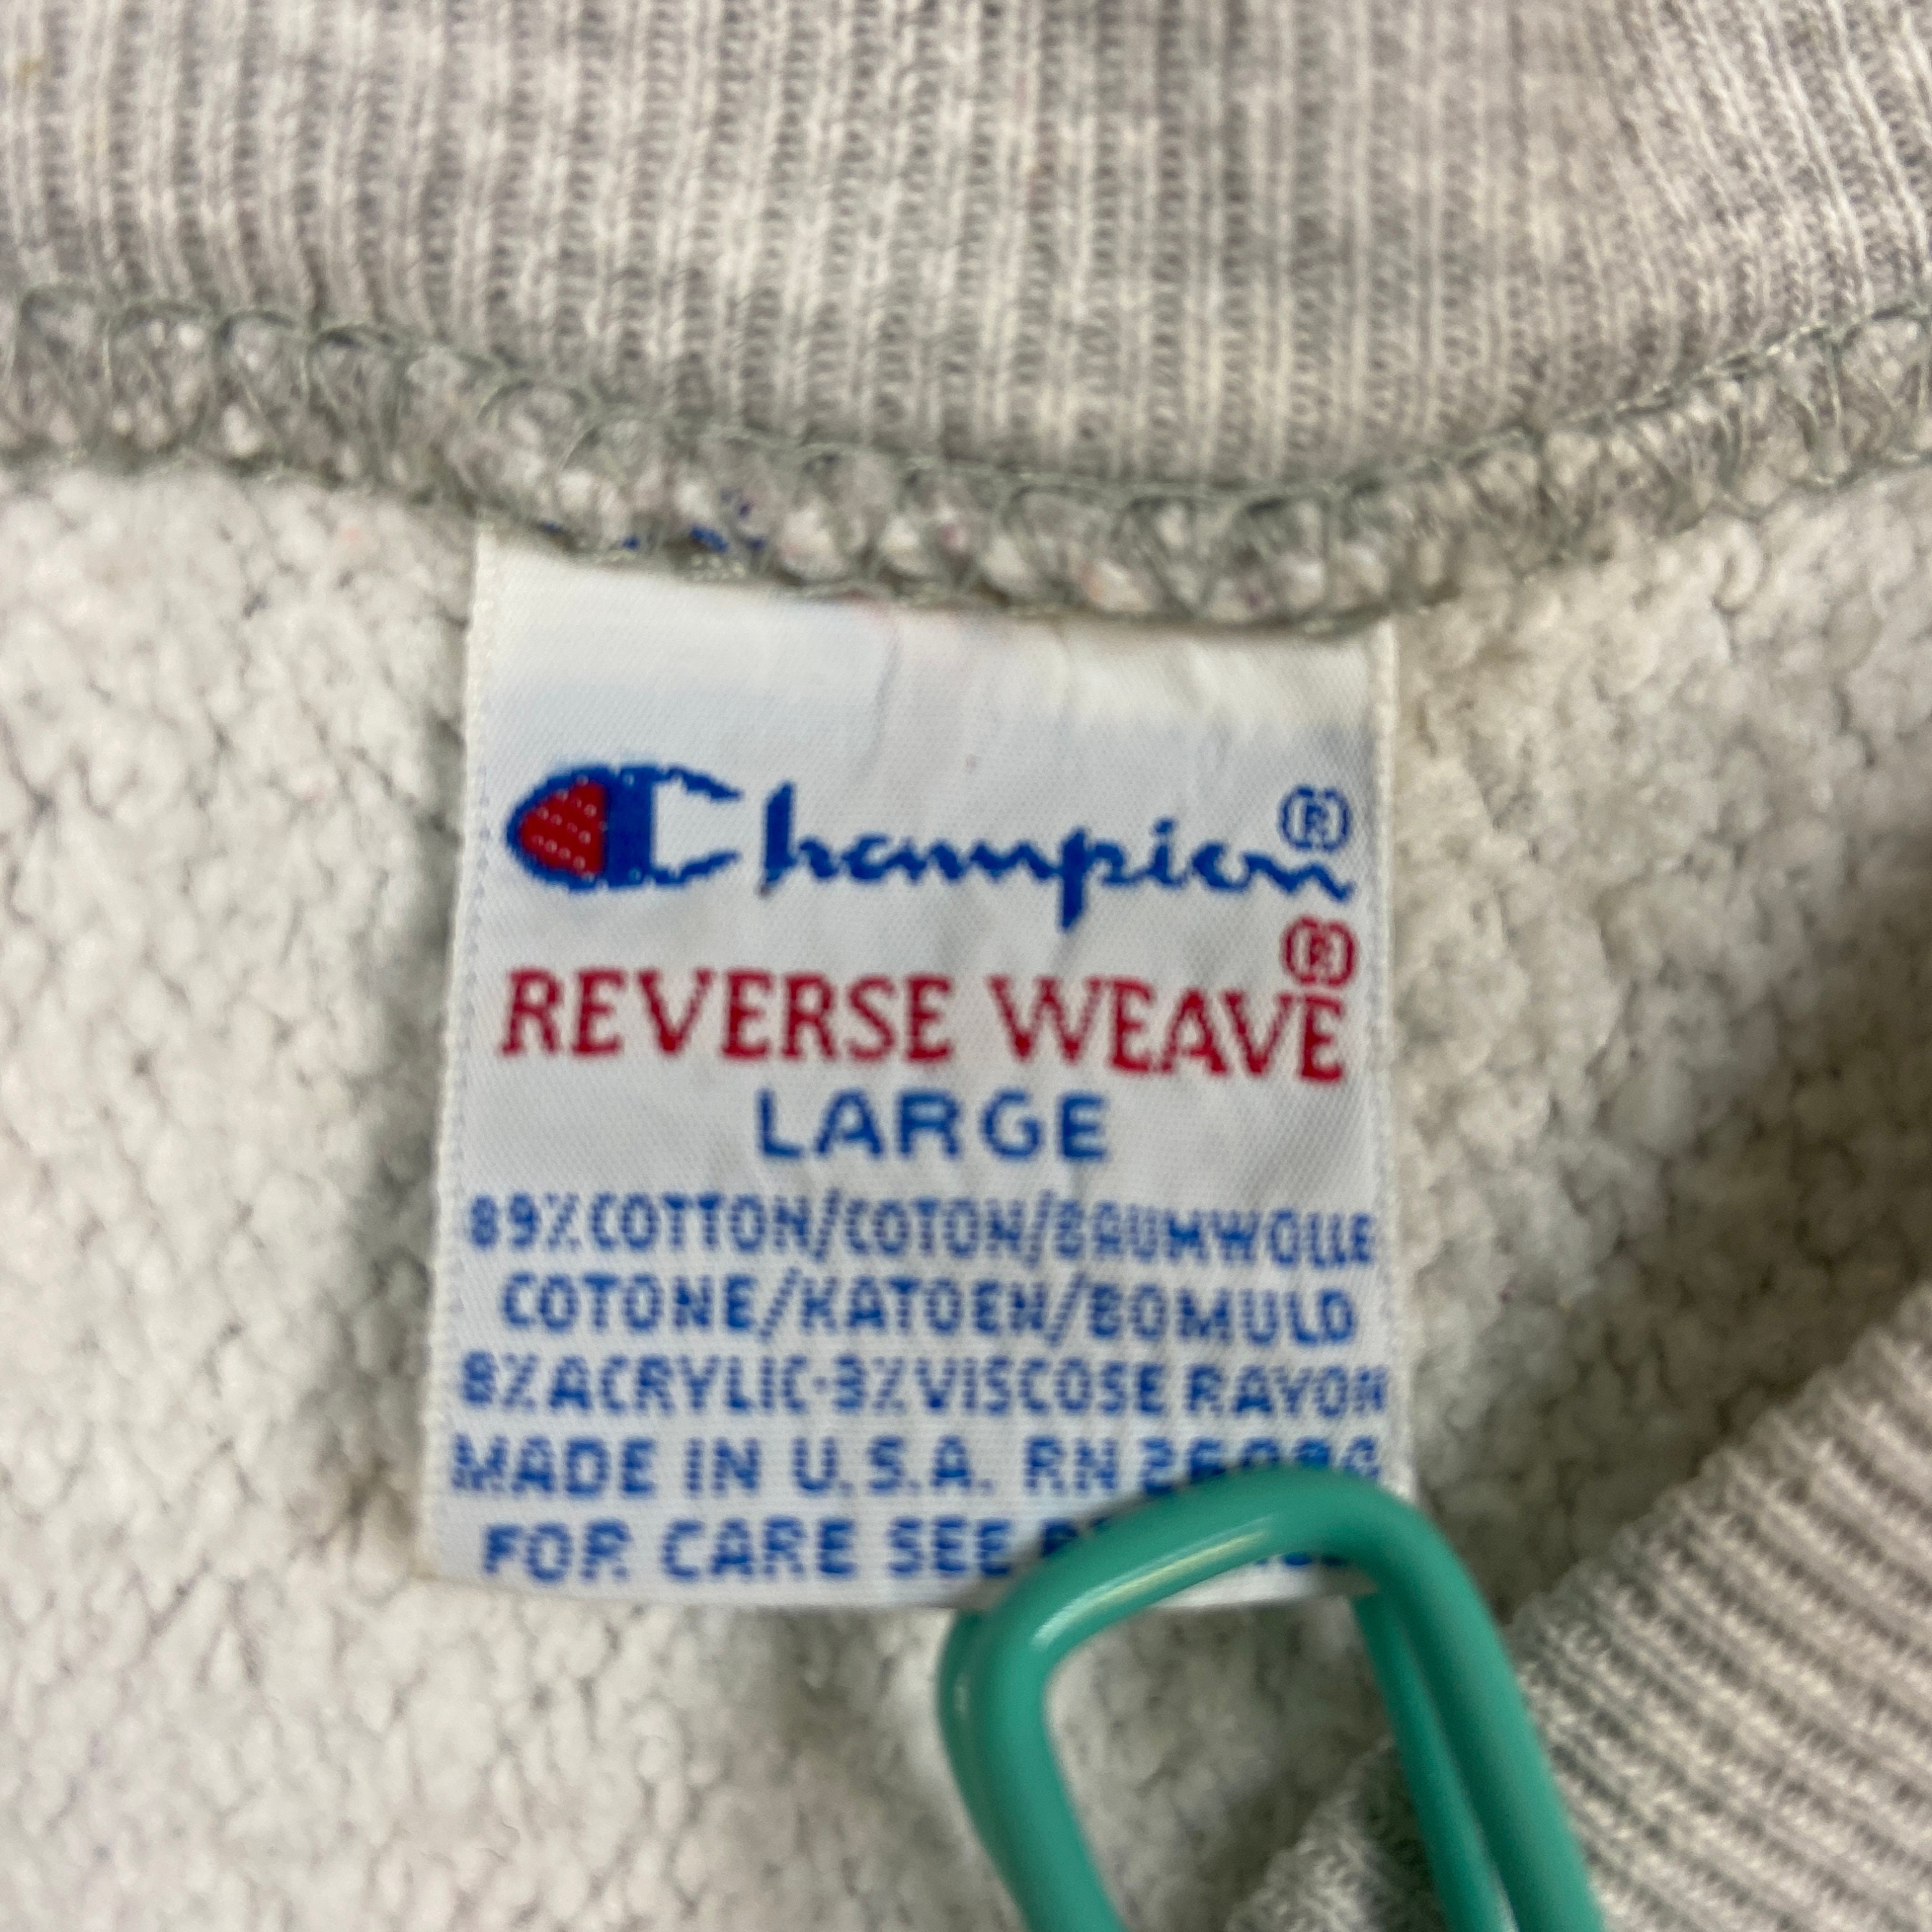 Champion®
REVERSE WEAVE®
LARGE
89% COTTON/COTON/BAUMWOLLE
COTONE/KATOEN/BOMULD
8% ACRYLIC·3% VISCOSE RAYON
MADE IN U.S.A. RN
FOR CARE SEE